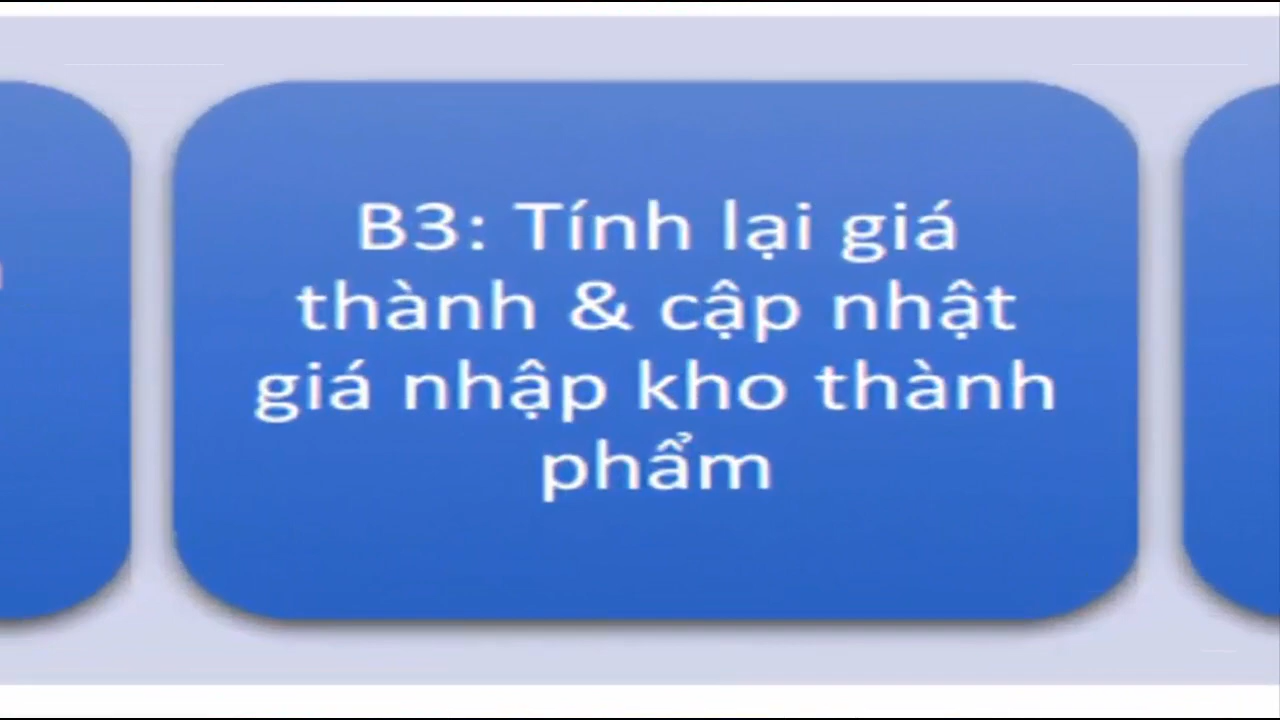 B3: Tính lại giá
thành & cập nhật
giá nhập kho thành
phẩm